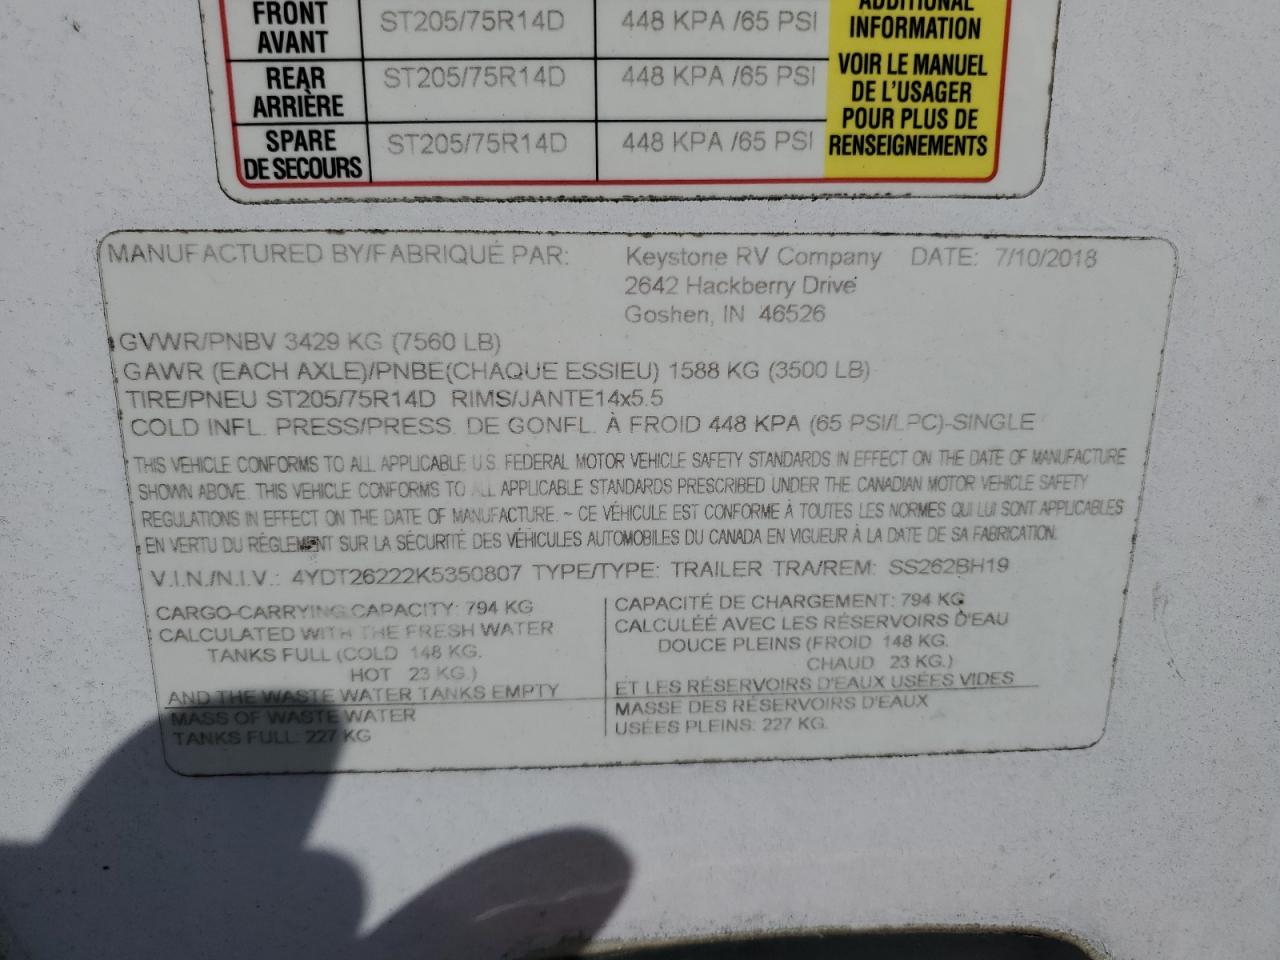 FRONT
AVANT
ST205/75R14D
448 KPA /65 PSI
REAR
ARRIÈRE
ST205/75R14D
448 KPA /65 PSI
SPARE
DE SECOURS
ST205/75R14D
448 KPA /65 PSI
ADDITIONAL
INFORMATION
VOIR LE MANUEL
DE L'USAGER
POUR PLUS DE
RENSEIGNEMENTS
MANUFACTURED BY/FABRIQUÉ PAR: Keystone RV Company DATE: 7/10/2018
2642 Hackberry Drive
Goshen, IN 46526
GVWR/PNBV 3429 KG (7560 LB)
GAWR (EACH AXLE)/PNBE(CHAQUE ESSIEU) 1588 KG (3500 LB)
TIRE/PNEU ST205/75R14D RIMS/JANTE14x5.5
COLD INFL. PRESS/PRESS. DE GONFL. À FROID 448 KPA (65 PSI/LPC)-SINGLE
THIS VEHICLE CONFORMS TO ALL APPLICABLE U.S. FEDERAL MOTOR VEHICLE SAFETY STANDARDS IN EFFECT ON THE DATE OF MANUFACTURE
SHOWN ABOVE. THIS VEHICLE CONFORMS TO ALL APPLICABLE STANDARDS PRESCRIBED UNDER THE CANADIAN MOTOR VEHICLE SAFETY
REGULATIONS IN EFFECT ON THE DATE OF MANUFACTURE. ~ CE VÉHICULE EST CONFORME À TOUTES LES NORMES QUI LUI SONT APPLICABLES
EN VERTU DU RÉGLEMENT SUR LA SÉCURITÉ DES VÉHICULES AUTOMOBILES DU CANADA EN VIGUEUR À LA DATE DE SA FABRICATION.
V.I.N./N.I.V.: 4YDT26222K5350807 TYPE/TYPE: TRAILER TRA/REM: SS262BH19
CARGO-CARRYING CAPACITY: 794 KG
CALCULATED WITH THE FRESH WATER
TANKS FULL (COLD 148 KG.
HOT 23 KG.)
AND THE WASTE WATER TANKS EMPTY
MASS OF WASTE WATER
TANKS FULL: 227 KG
CAPACITÉ DE CHARGEMENT: 794 KG
CALCULÉE AVEC LES RÉSERVOIRS D'EAU
DOUCE PLEINS (FROID 148 KG.
CHAUD 23 KG.)
ET LES RÉSERVOIRS D'EAUX USÉES VIDES
MASSE DES RÉSERVOIRS D'EAUX
USÉES PLEINS: 227 KG.